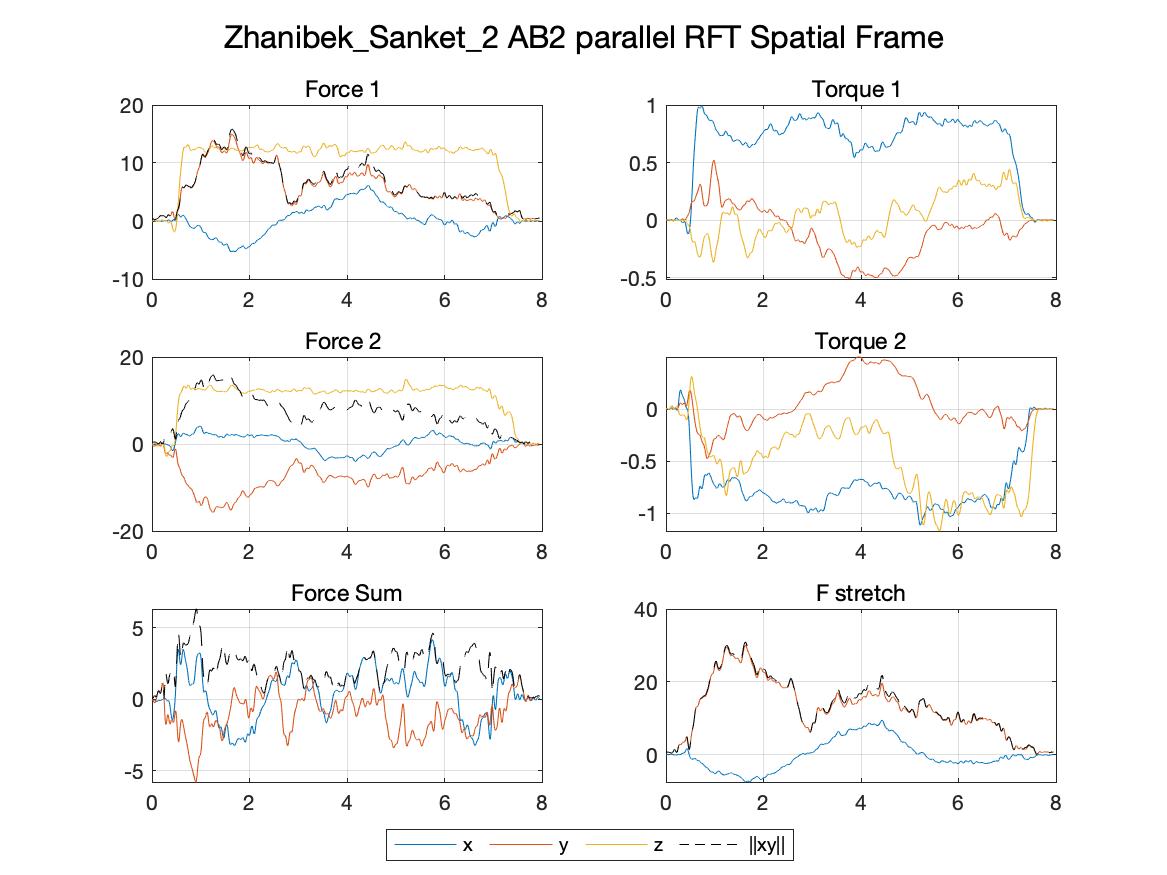 Zhanibek_Sanket_2 AB2 parallel RFT Spatial Frame
Force 1
20
10
0
-10
0 2 4 6 8
Torque 1
1
0.5
0
-0.5
0 2 4 6 8
Force 2
20
0
-20
0 2 4 6 8
Torque 2
0
-0.5
-1
0 2 4 6 8
Force Sum
5
0
-5
0 2 4 6 8
F stretch
40
20
0
0 2 4 6 8
x y z ||xy||